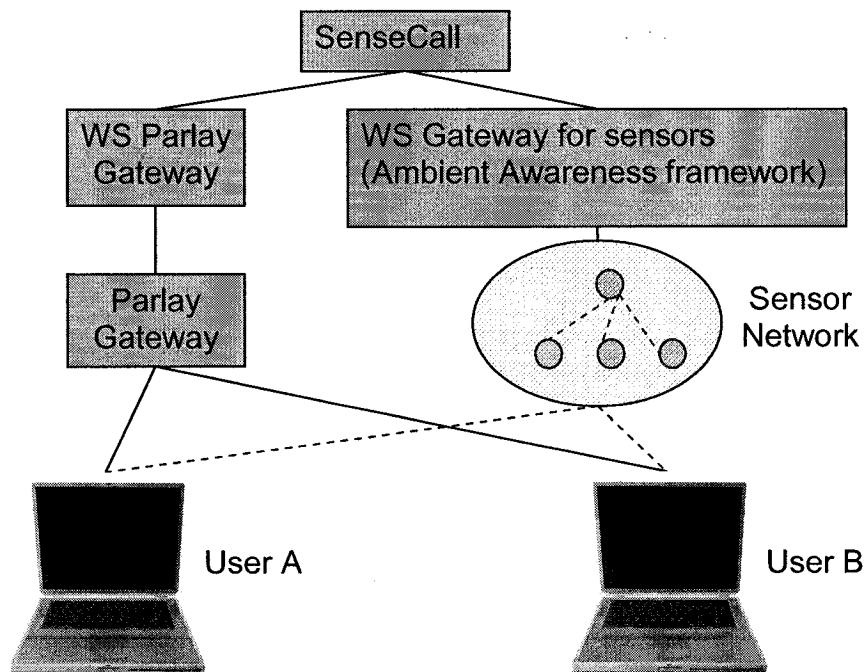 SenseCall
WS Parlay
Gateway
WS Gateway for sensors
(Ambient Awareness framework)
Parlay
Gateway
Sensor
Network
User A
User B